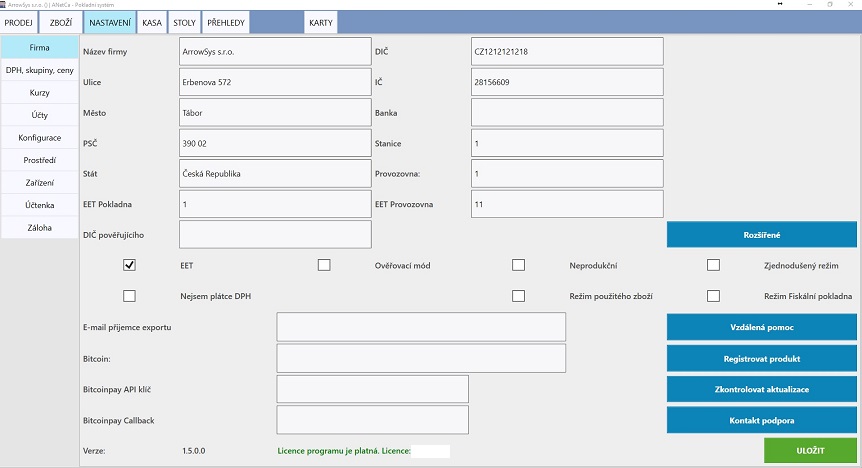 ArrowSys s.r.o. () ANetCa - Pokladní systém
PRODEJ ZBOŽÍ NASTAVENÍ KASA STOLY PŘEHLEDY KARTY
Firma
DPH, skupiny, ceny
Kurzy
Účty
Konfigurace
Prostředí
Zařízení
Účtenka
Záloha
Název firmy ArrowSys s.r.o. DIČ CZ1212121218
Ulice Erbenova 572 IČ 28156609
Město Tábor Banka
PSČ 390 02 Stanice 1
Stát Česká Republika Provozovna: 1
EET Pokladna 1 EET Provozovna 11
DIČ pověřujícího Rozšířené
EET Ověřovací mód Neprodukční Zjednodušený režim
Nejsem plátce DPH Režim použitého zboží Režim Fiskální pokladna
E-mail příjemce exportu Vzdálená pomoc
Bitcoin: Registrovat produkt
Bitcoinpay API klíč Zkontrolovat aktualizace
Bitcoinpay Callback Kontakt podpora
Verze: 1.5.0.0 Licence programu je platná. Licence: ULOŽIT